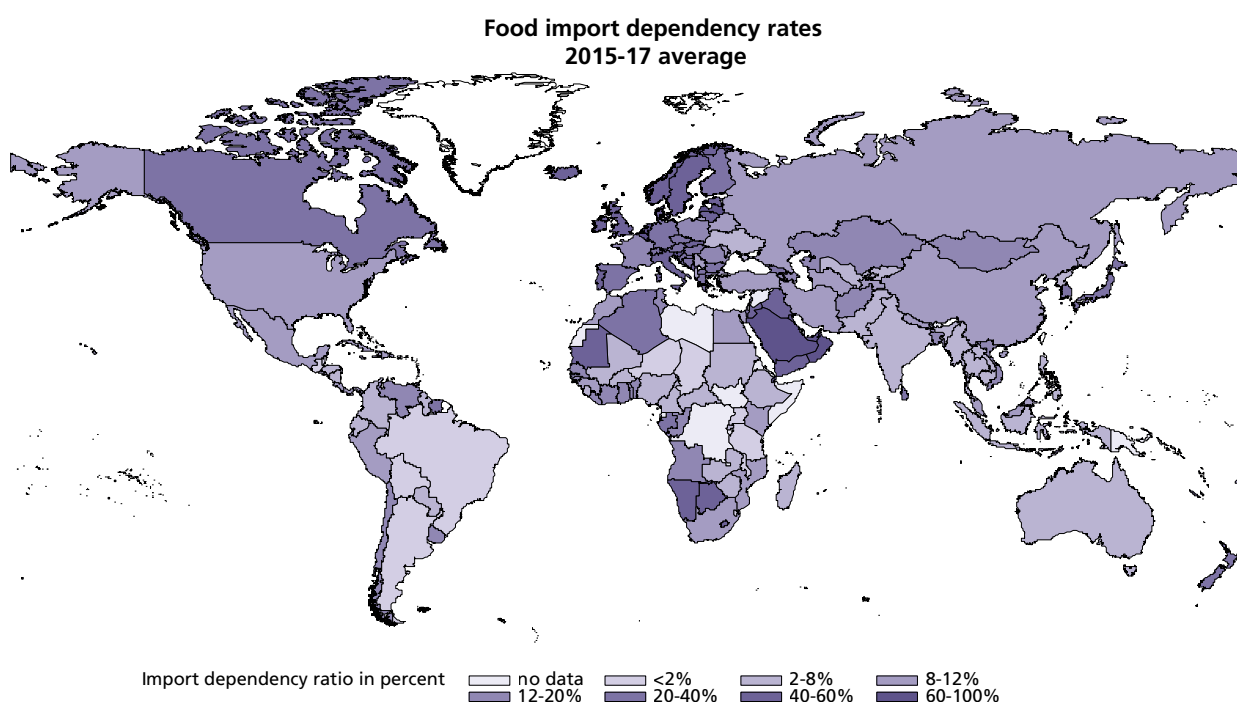 Food import dependency rates
2015-17 average
Import dependency ratio in percent no data <2% 2-8% 8-12%
12-20% 20-40% 40-60% 60-100%